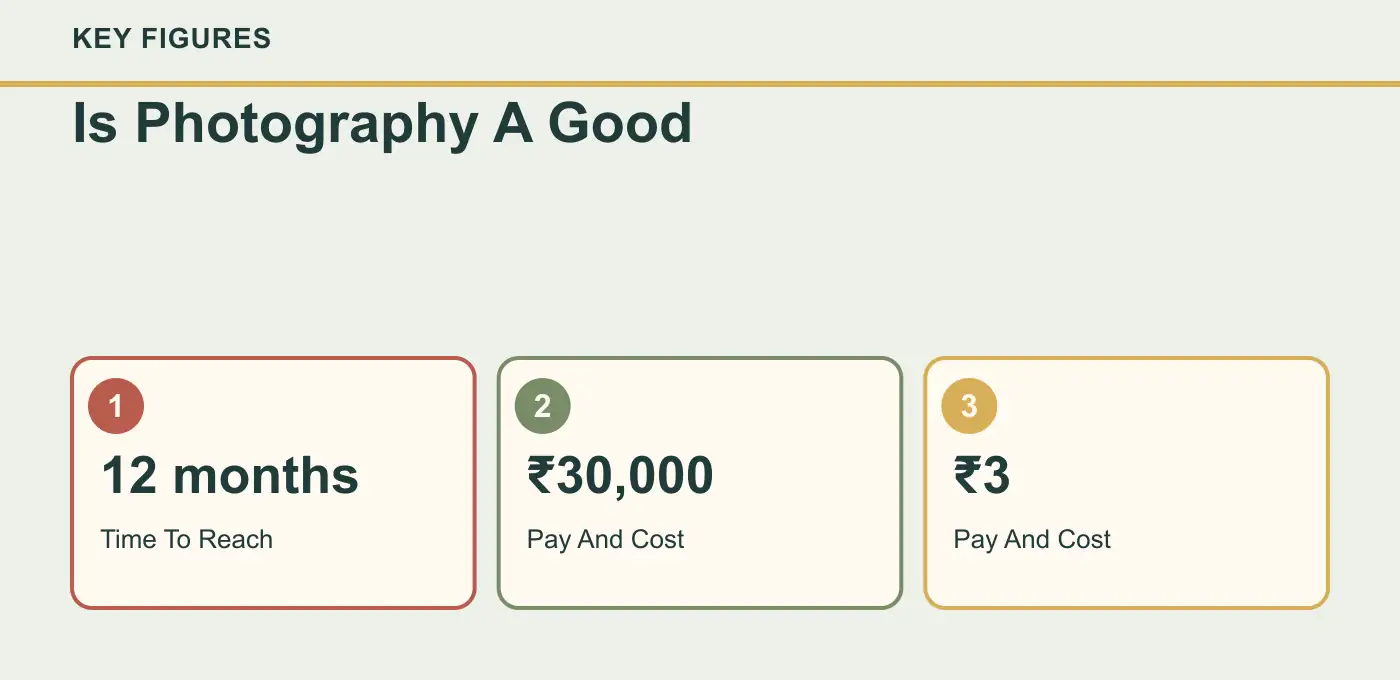 KEY FIGURES
Is Photography A Good
1
12 months
Time To Reach
2
₹30,000
Pay And Cost
3
₹3
Pay And Cost